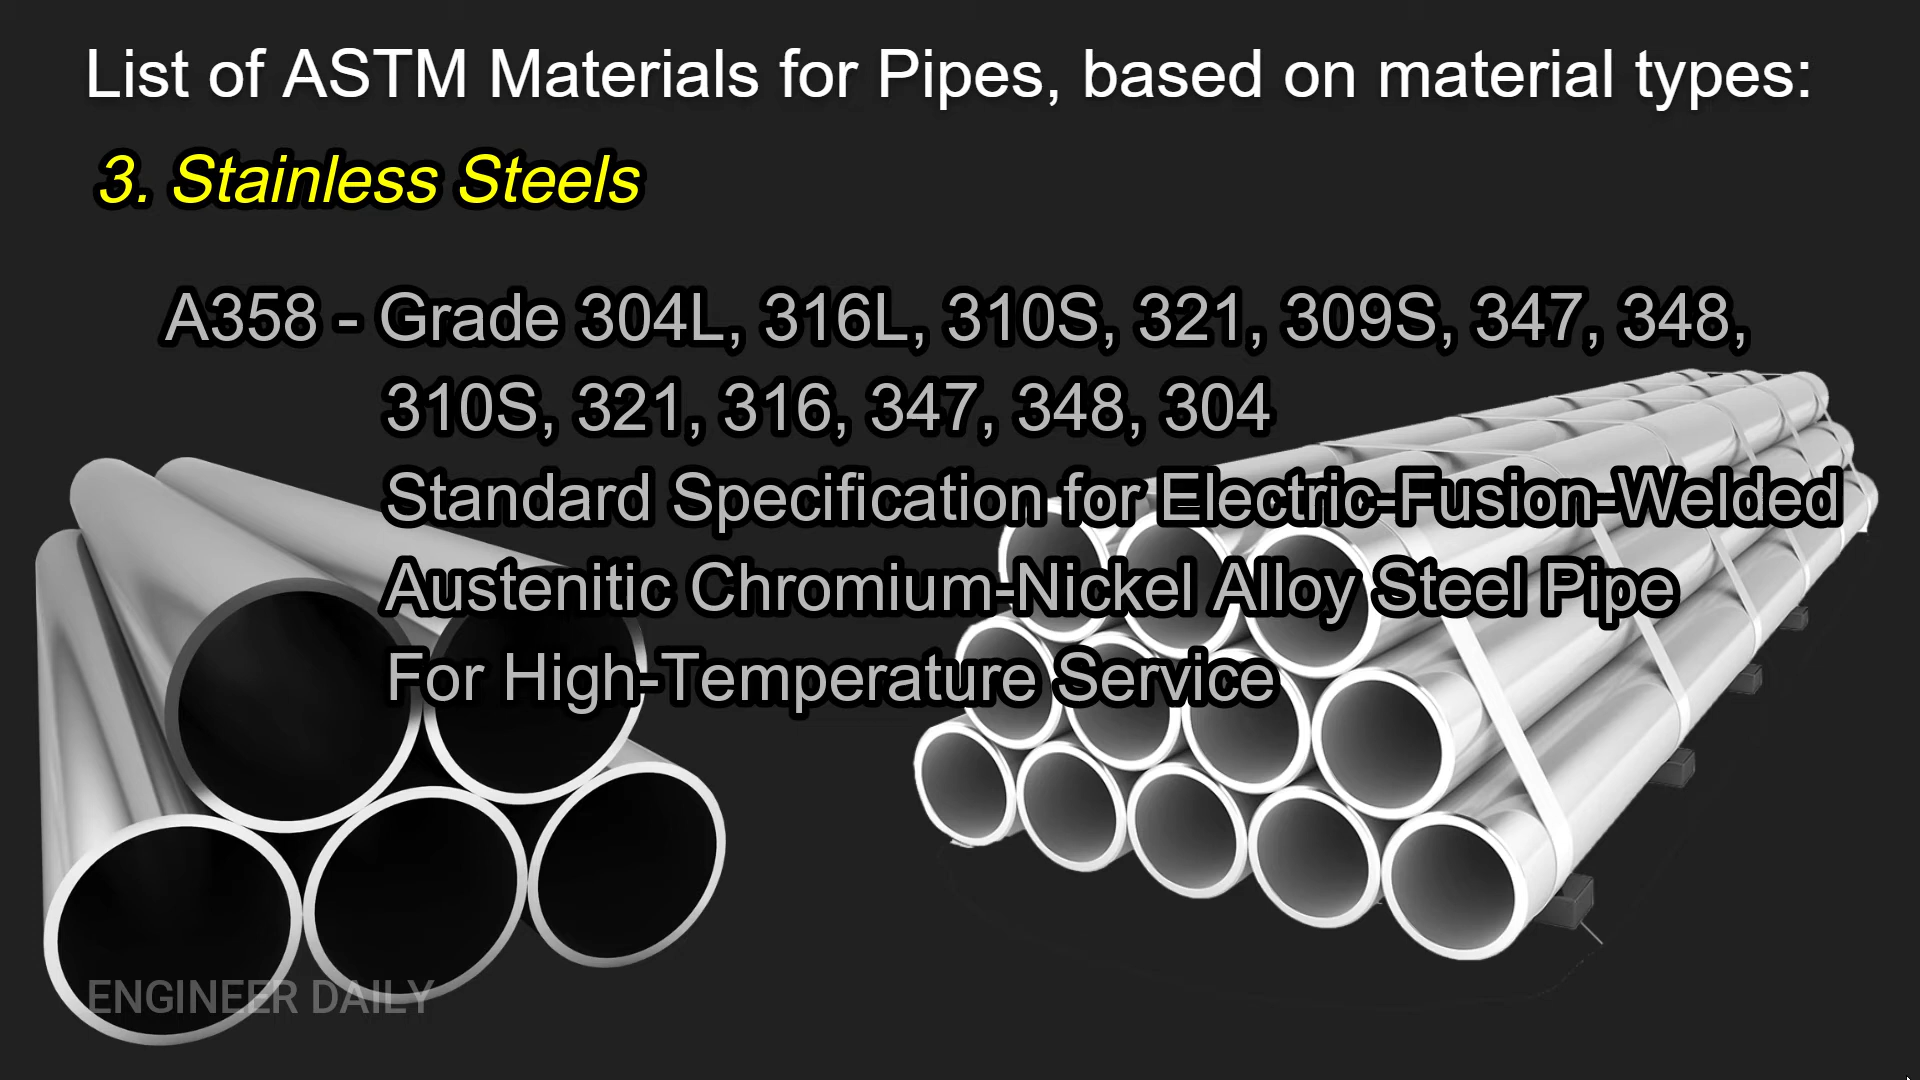 List of ASTM Materials for Pipes, based on material types:
3. Stainless Steels
A358 - Grade 304L, 316L, 310S, 321, 309S, 347, 348,
310S, 321, 316, 347, 348, 304
Standard Specification for Electric-Fusion-Welded
Austenitic Chromium-Nickel Alloy Steel Pipe
For High-Temperature Service
ENGINEER DAILY